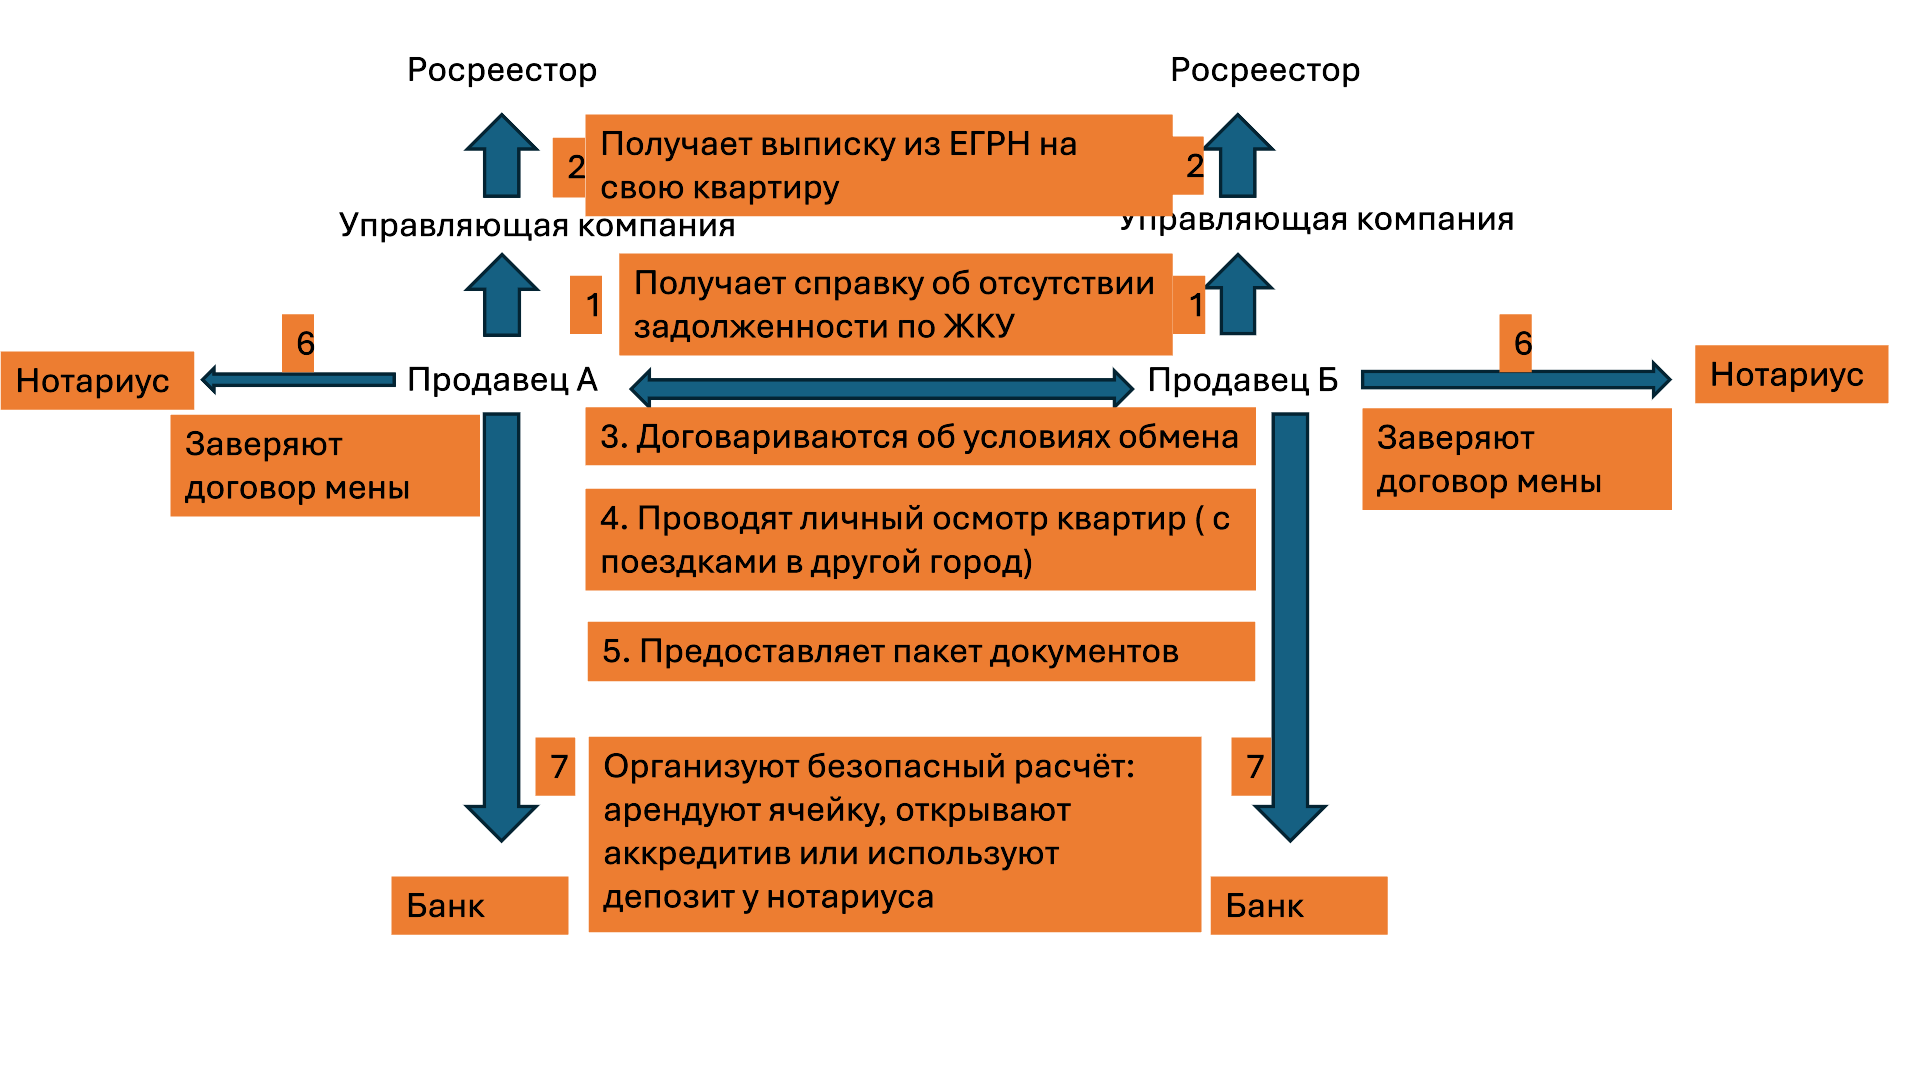 Росреестор
Росреестор
2
Получает выписку из ЕГРН на
свою квартиру
2
Управляющая компания
Управляющая компания
1
Получает справку об отсутствии
задолженности по ЖКУ
1
6
6
Нотариус
Продавец А
Продавец Б
Нотариус
Заверяют
договор мены
3. Договариваются об условиях обмена
Заверяют
договор мены
4. Проводят личный осмотр квартир ( с
поездками в другой город)
5. Предоставляет пакет документов
7
Организуют безопасный расчёт:
арендуют ячейку, открывают
аккредитив или используют
депозит у нотариуса
7
Банк
Банк